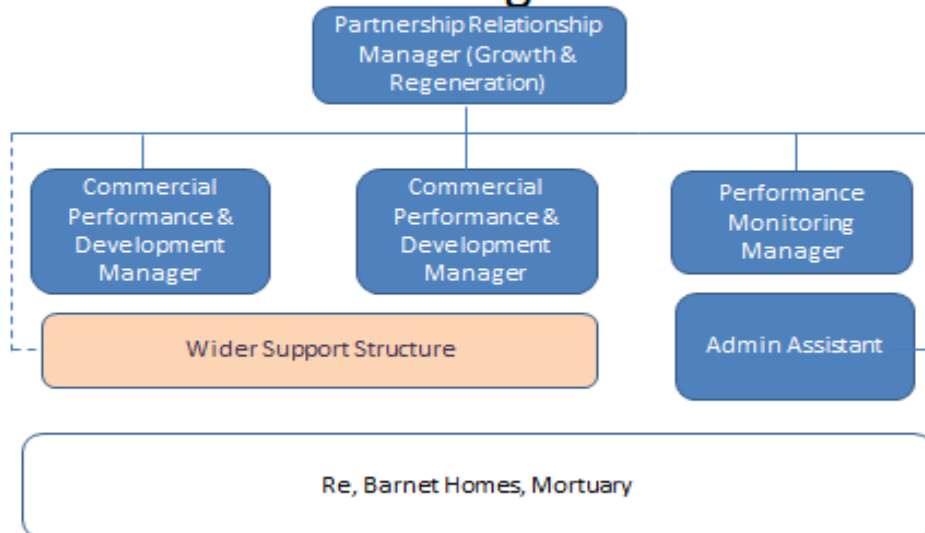 Partnership Relationship
Manager (Growth &
Regeneration)
Commercial
Performance &
Development
Manager
Commercial
Performance &
Development
Manager
Performance
Monitoring
Manager
Wider Support Structure
Admin Assistant
Re, Barnet Homes, Mortuary